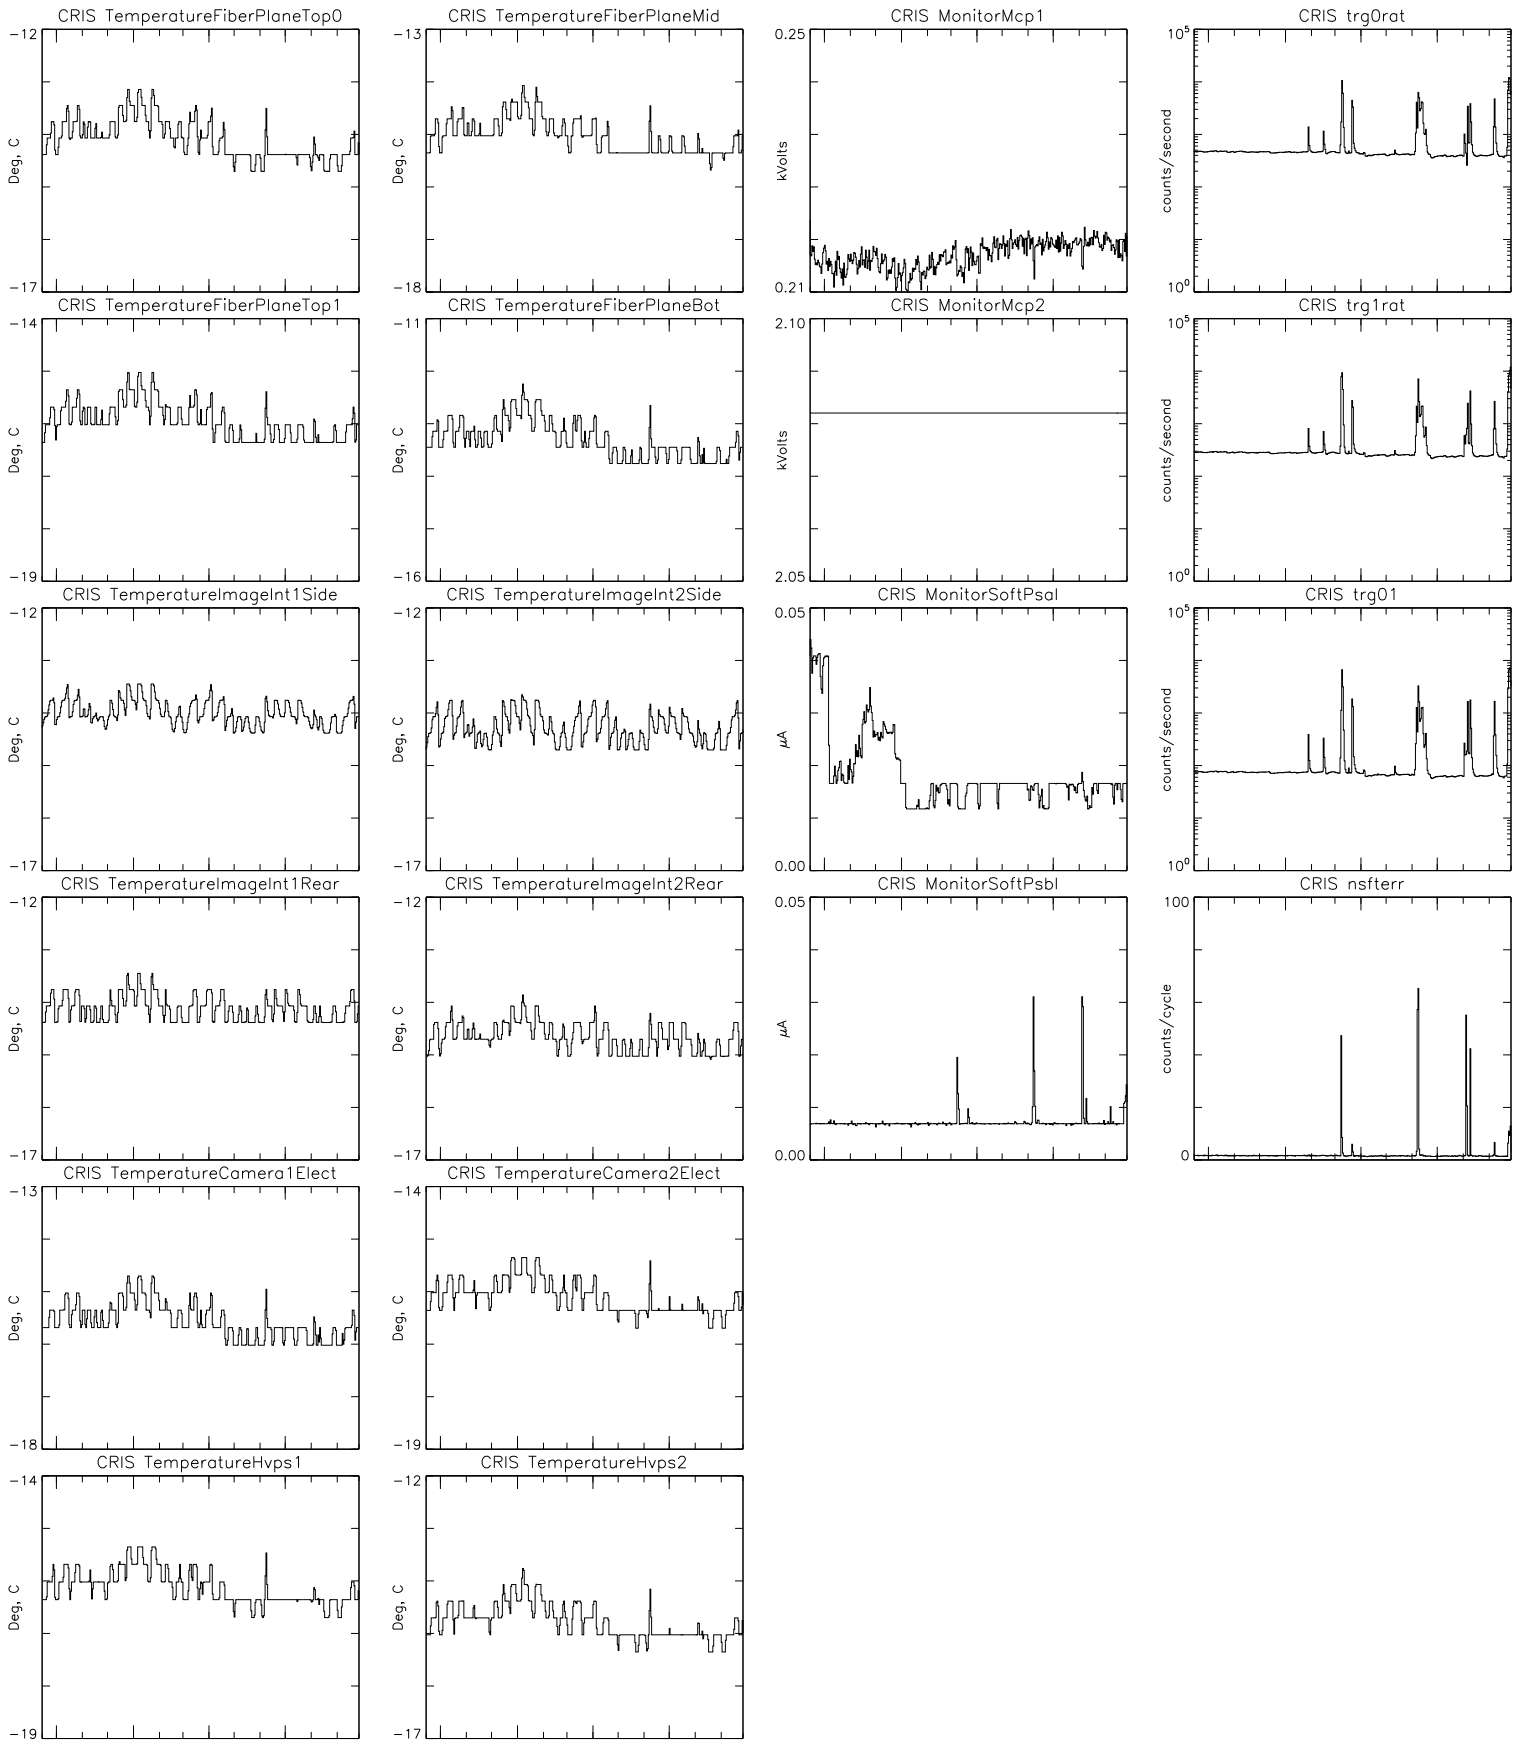 CRIS TemperatureFiberPlaneTop0
-12
Deg, C
-17
CRIS TemperatureFiberPlaneMid
-13
Deg, C
-18
CRIS MonitorMcp1
0.25
kVolts
0.21
CRIS trg0rat
10^5
counts/second
10^0
CRIS TemperatureFiberPlaneTop1
-14
Deg, C
-19
CRIS TemperatureFiberPlaneBot
-11
Deg, C
-16
CRIS MonitorMcp2
2.10
kVolts
2.05
CRIS trg1rat
10^5
counts/second
10^0
CRIS TemperatureImageInt1Side
-12
Deg, C
-17
CRIS TemperatureImageInt2Side
-12
Deg, C
-17
CRIS MonitorSoftPsaI
0.05
μA
0.00
CRIS trg01
10^5
counts/second
10^0
CRIS TemperatureImageInt1Rear
-12
Deg, C
-17
CRIS TemperatureImageInt2Rear
-12
Deg, C
-17
CRIS MonitorSoftPsbI
0.05
μA
0.00
CRIS nsfterr
100
counts/cycle
0
CRIS TemperatureCamera1Elect
-13
Deg, C
-18
CRIS TemperatureCamera2Elect
-14
Deg, C
-19
CRIS TemperatureHvps1
-14
Deg, C
-19
CRIS TemperatureHvps2
-12
Deg, C
-17